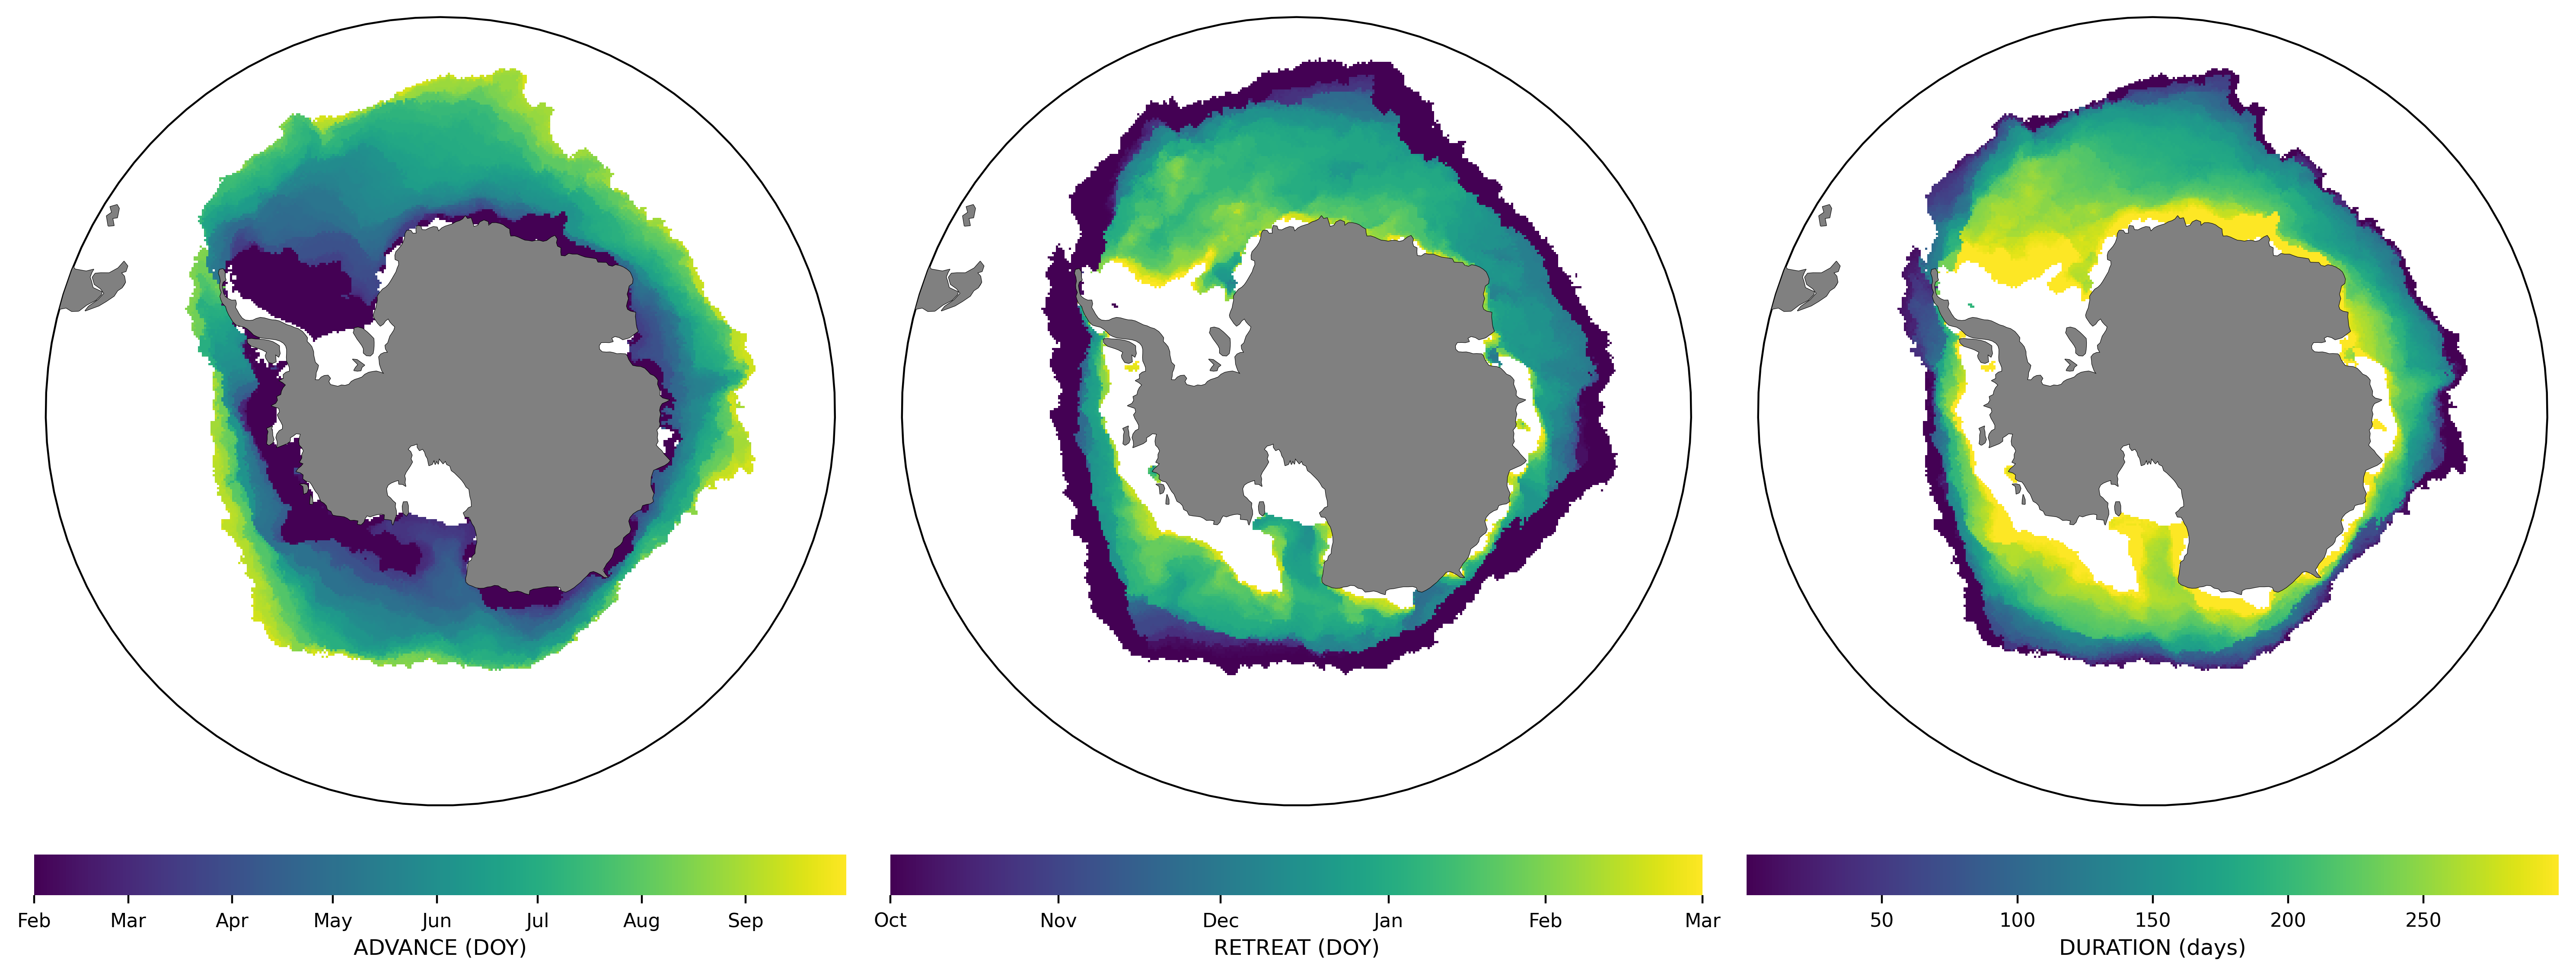 Feb Mar Apr May Jun Jul Aug Sep
ADVANCE (DOY)
Oct Nov Dec Jan Feb Mar
RETREAT (DOY)
50 100 150 200 250
DURATION (days)